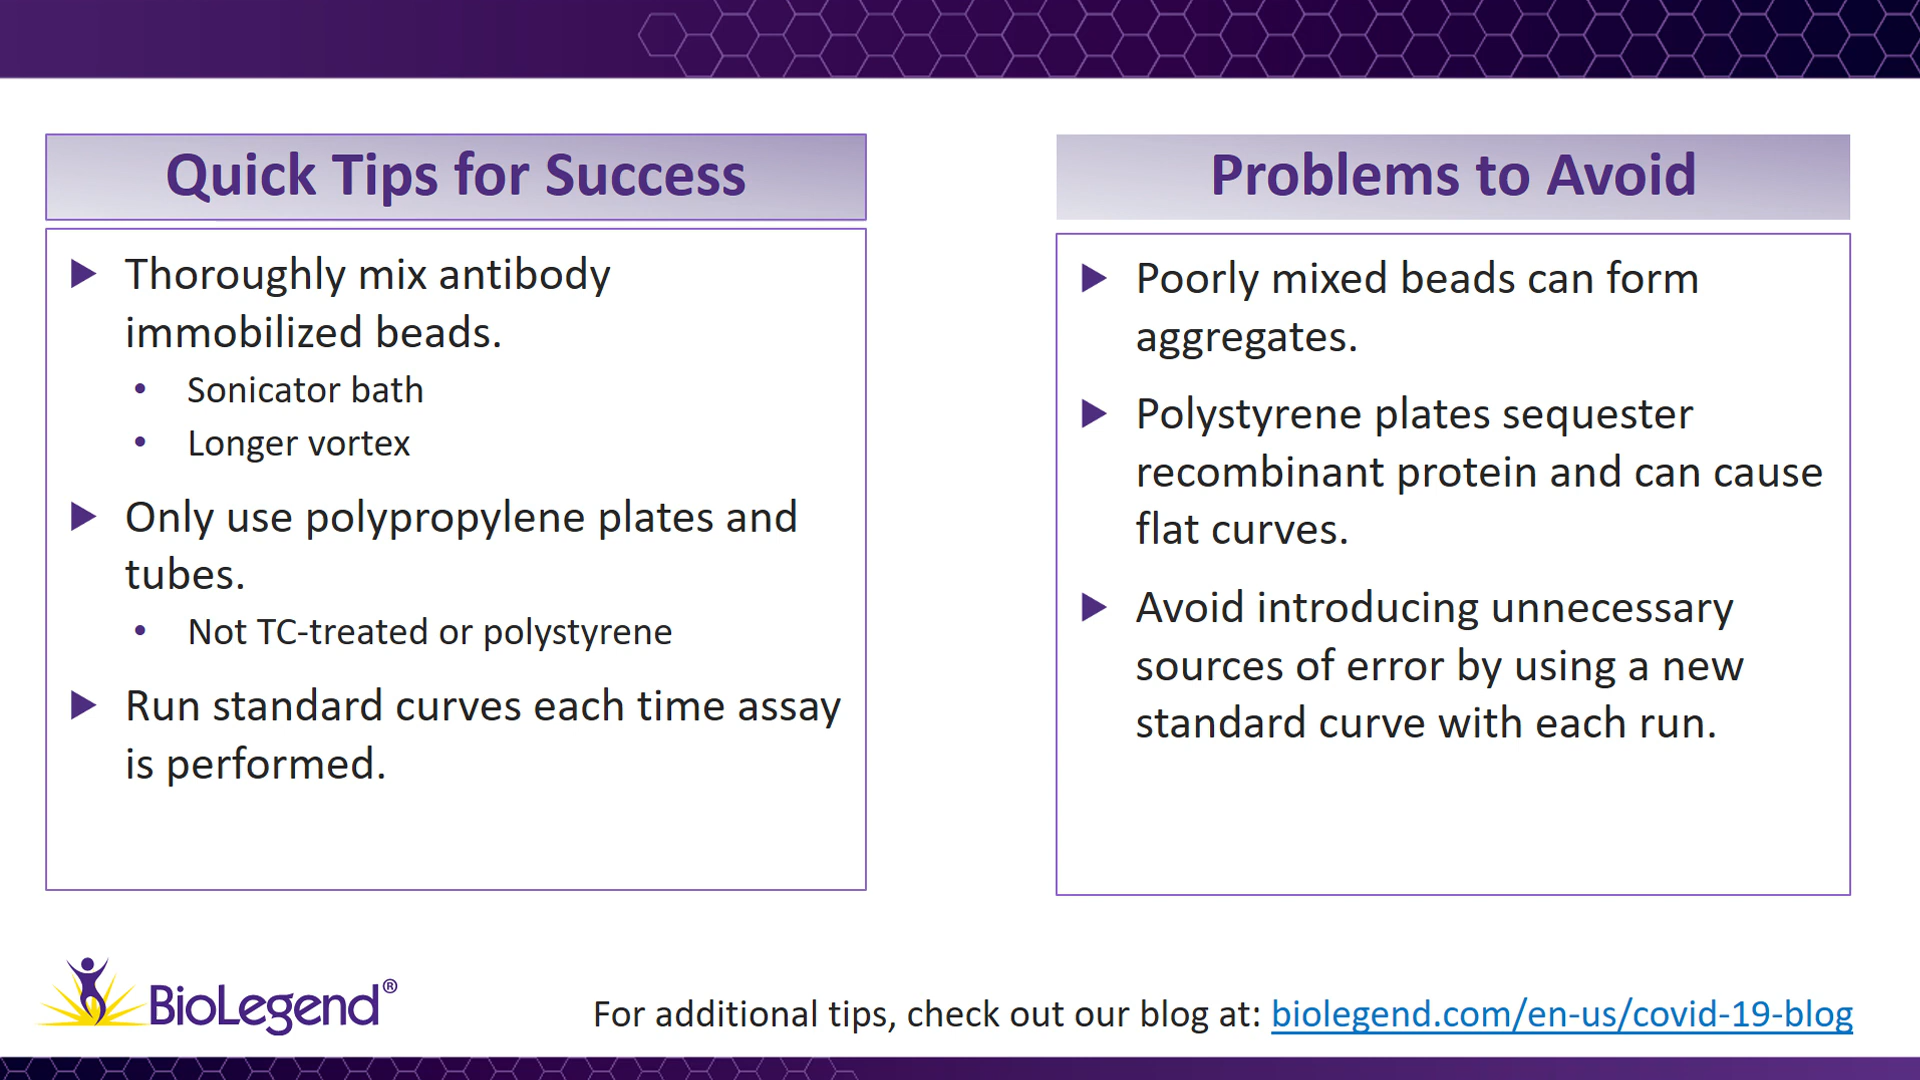 Quick Tips for Success
Thoroughly mix antibody
immobilized beads.
Sonicator bath
Longer vortex
Only use polypropylene plates and
tubes.
Not TC-treated or polystyrene
Run standard curves each time assay
is performed.
Problems to Avoid
Poorly mixed beads can form
aggregates.
Polystyrene plates sequester
recombinant protein and can cause
flat curves.
Avoid introducing unnecessary
sources of error by using a new
standard curve with each run.
BioLegend®
For additional tips, check out our blog at: biolegend.com/en-us/covid-19-blog